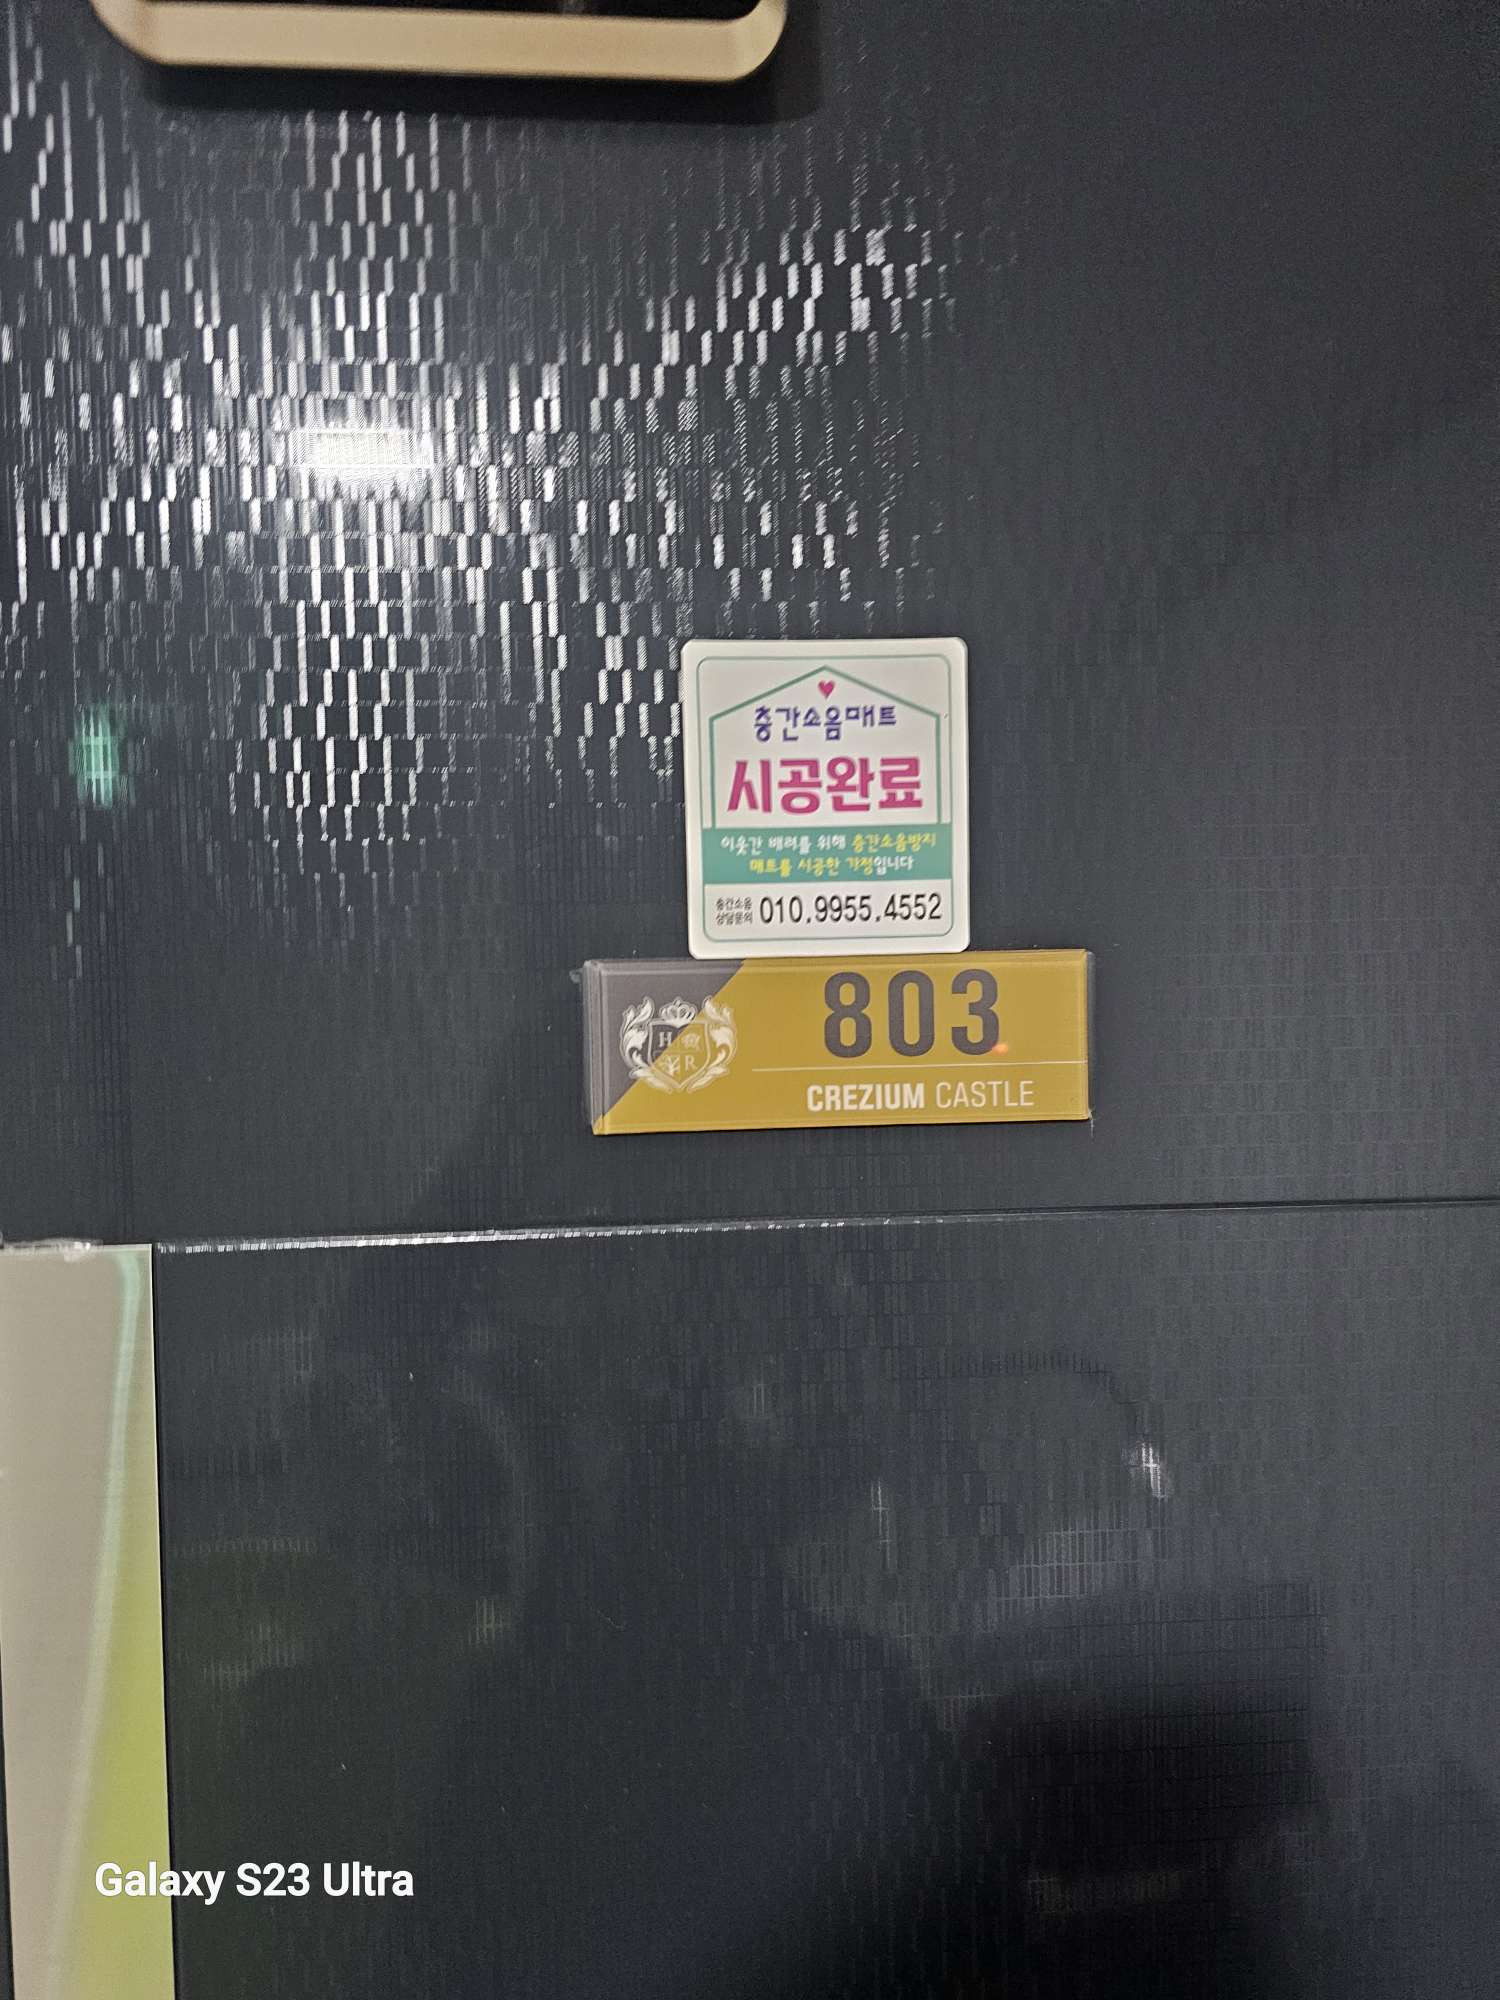 층간소음매트
시공완료
이웃간 배려를 위해 층간소음방지
매트를 시공한 가정입니다
층간소음
상담문의
010.9955.4552
803
H
R
CREZIUM CASTLE
Galaxy S23 Ultra